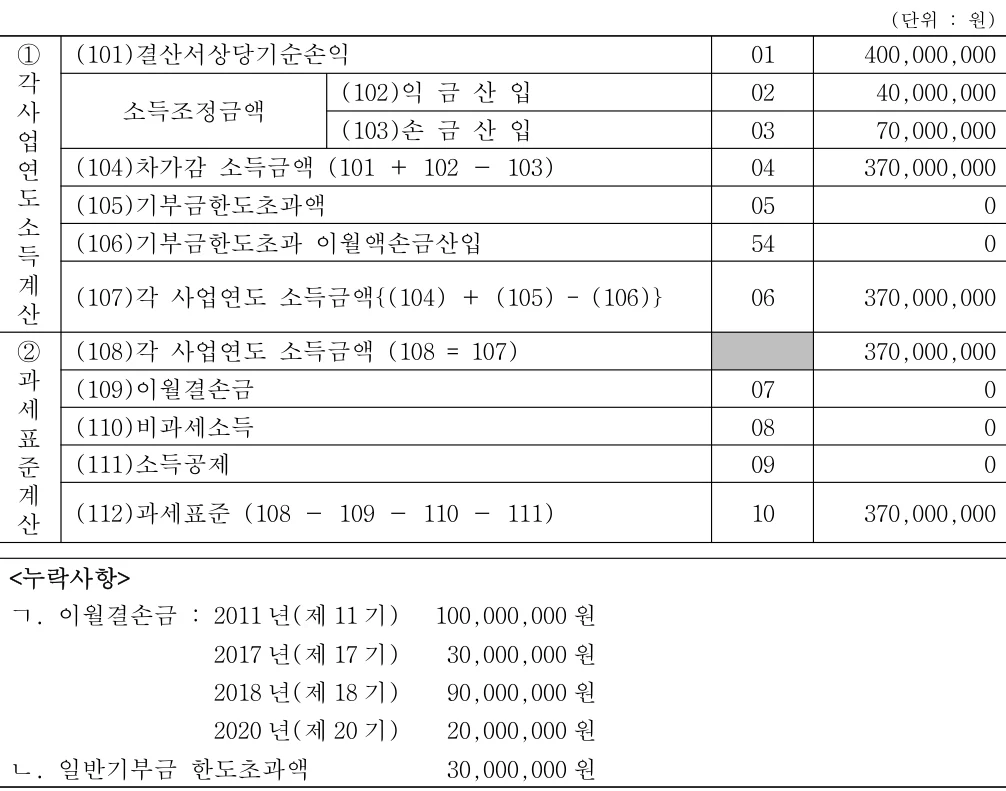 (단위 : 원)
① 각 사 업 연 도 소 득 계 산
(101)결산서상당기순손익 01 400,000,000
소득조정금액
(102)익 금 산 입 02 40,000,000
(103)손 금 산 입 03 70,000,000
(104)차가감 소득금액 (101 + 102 - 103) 04 370,000,000
(105)기부금한도초과액 05 0
(106)기부금한도초과 이월액손금산입 54 0
(107)각 사업연도 소득금액{(104) + (105) - (106)} 06 370,000,000
② 과 세 표 준 계 산
(108)각 사업연도 소득금액 (108 = 107) 370,000,000
(109)이월결손금 07 0
(110)비과세소득 08 0
(111)소득공제 09 0
(112)과세표준 (108 - 109 - 110 - 111) 10 370,000,000
<누락사항>
ㄱ. 이월결손금 : 2011년(제11기) 100,000,000원
2017년(제17기) 30,000,000원
2018년(제18기) 90,000,000원
2020년(제20기) 20,000,000원
ㄴ. 일반기부금 한도초과액 30,000,000원